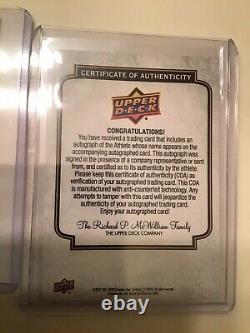 CERTIFICATE OF AUTHENTICITY
UPPER
DECK
CONGRATULATIONS!
You have received a trading card that includes an
autograph of the Athlete whose name appears on the
accompanying autographed card. This autograph was
signed in the presence of a company representative or sent
from, and certified as to its authenticity by the Athlete.
Please keep this certificate of authenticity (COA) as
verification of your autographed trading card. This COA
is manufactured with anti-counterfeit technology. Any
attempts to tamper with this card will jeopardize the
authenticity of your autographed trading card.
Enjoy your autographed card!
The Richard P. McWilliam Family
THE UPPER DECK COMPANY
UPPER
DECK
watermark1.com